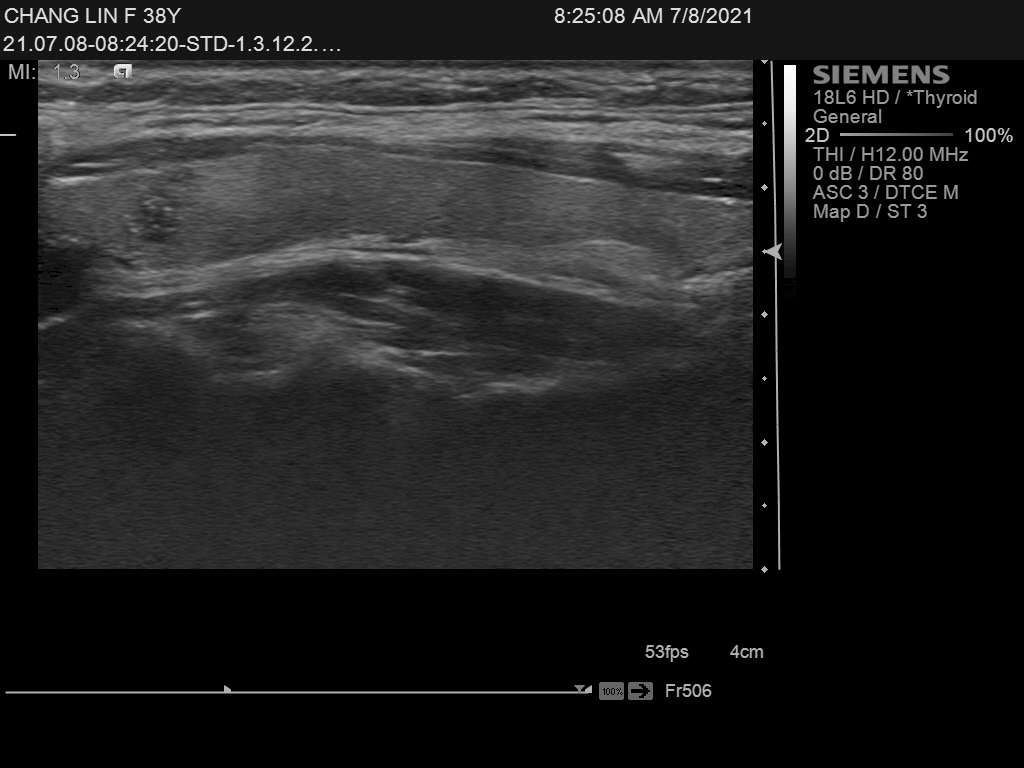 CHANG LIN F 38Y
8:25:08 AM 7/8/2021
21.07.08-08:24:20-STD-1.3.12.2....
MI: 1.3
SIEMENS
18L6 HD / *Thyroid
General
2D 100%
THI / H12.00 MHz
0 dB / DR 80
ASC 3 / DTCE M
Map D / ST 3
53fps 4cm
100% Fr506